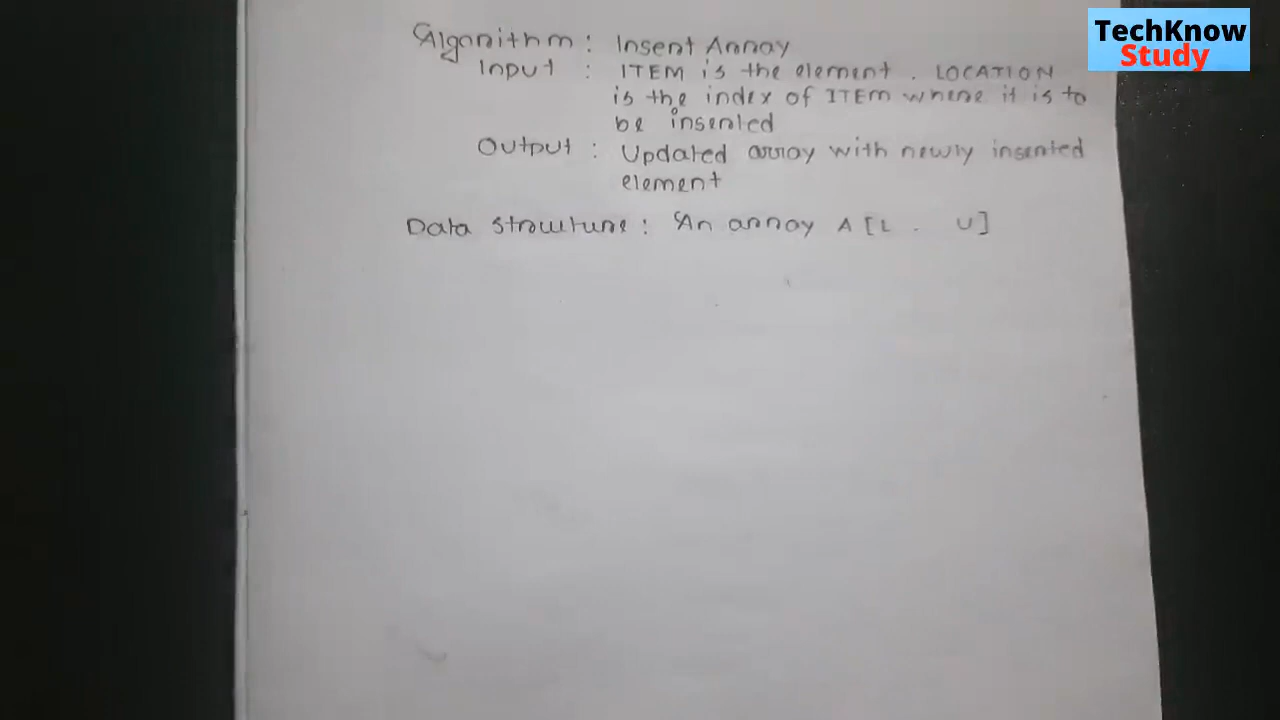 Algorithm : Insert Array
Input : ITEM is the element . LOCATION
is the index of ITEM where it is to
be inserted
Output : Updated array with newly inserted
element
Data structure : An array A [L . U]
TechKnow
Study